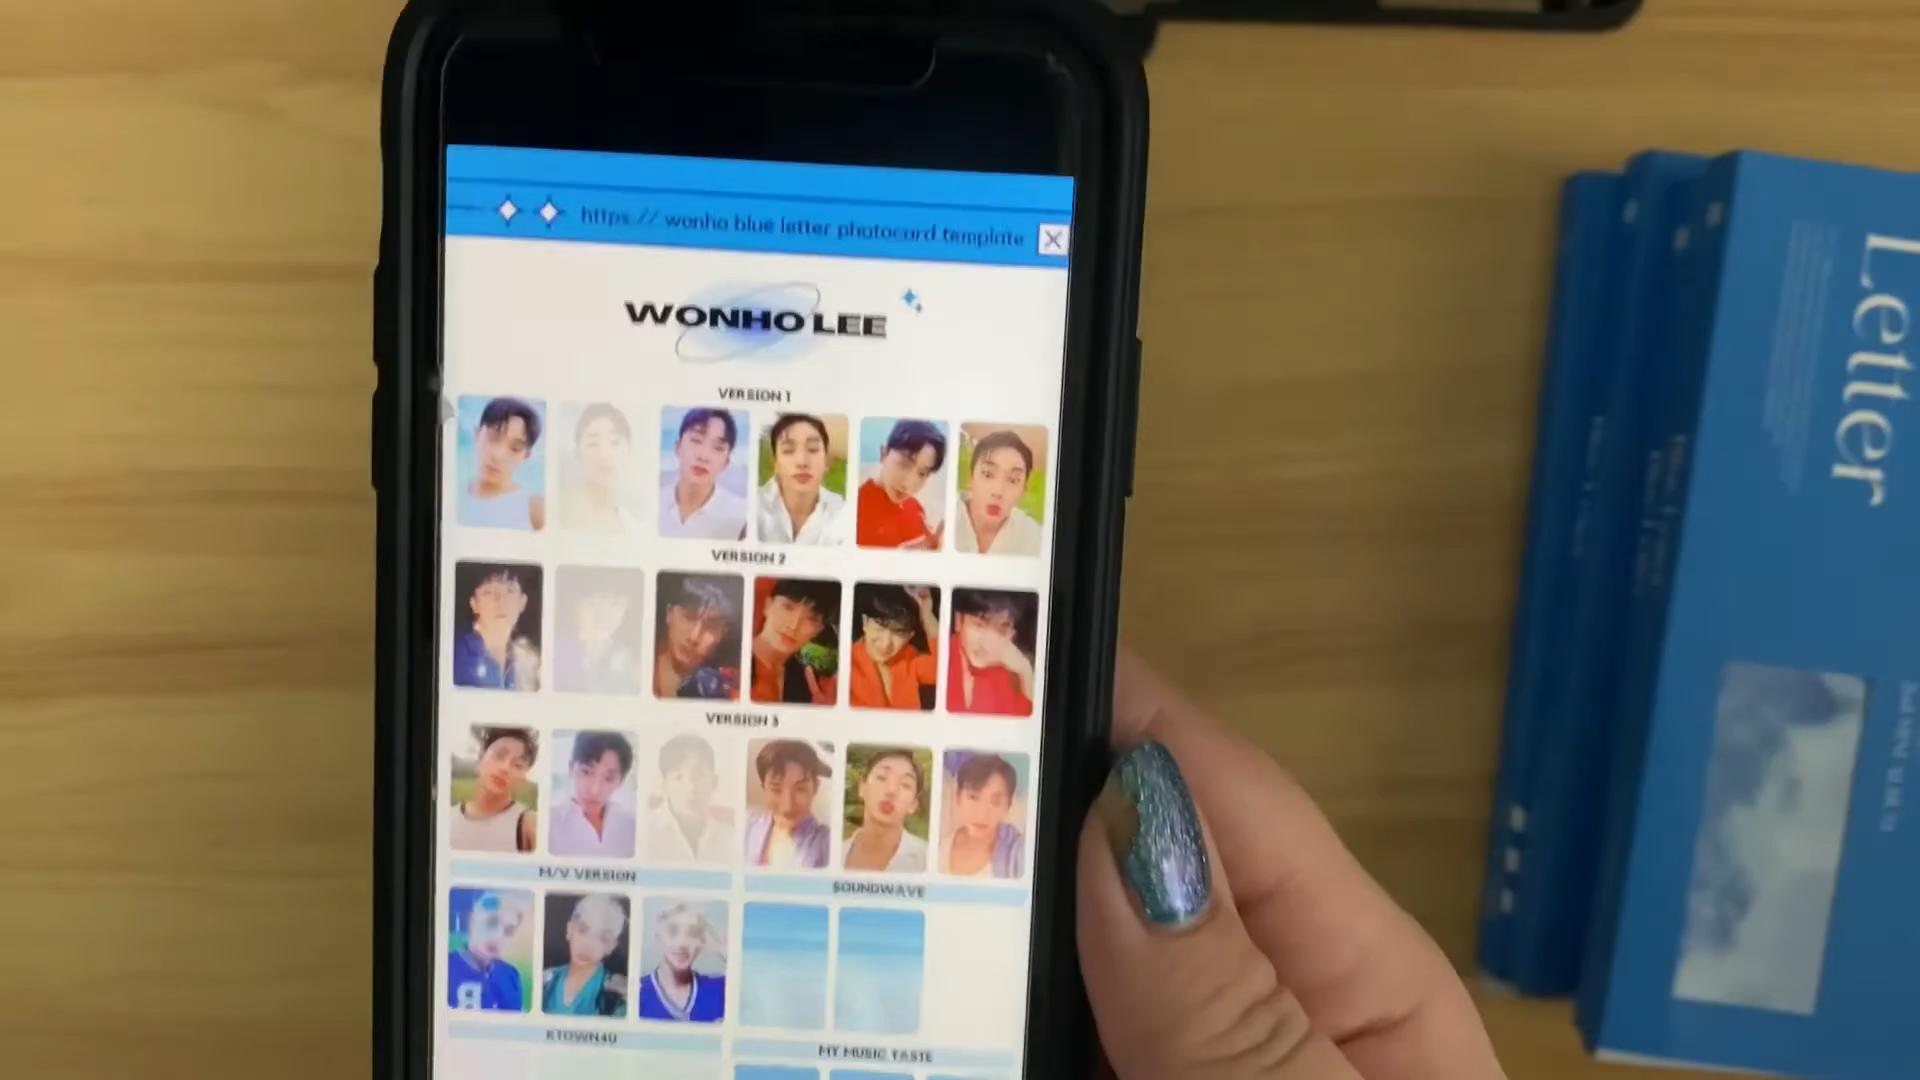 https:// wonho blue letter photocard template
WONHO LEE
VERSION 1
VERSION 2
VERSION 3
M/V VERSION
SOUNDWAVE
KTOWN4U
MY MUSIC TASTE
Letter